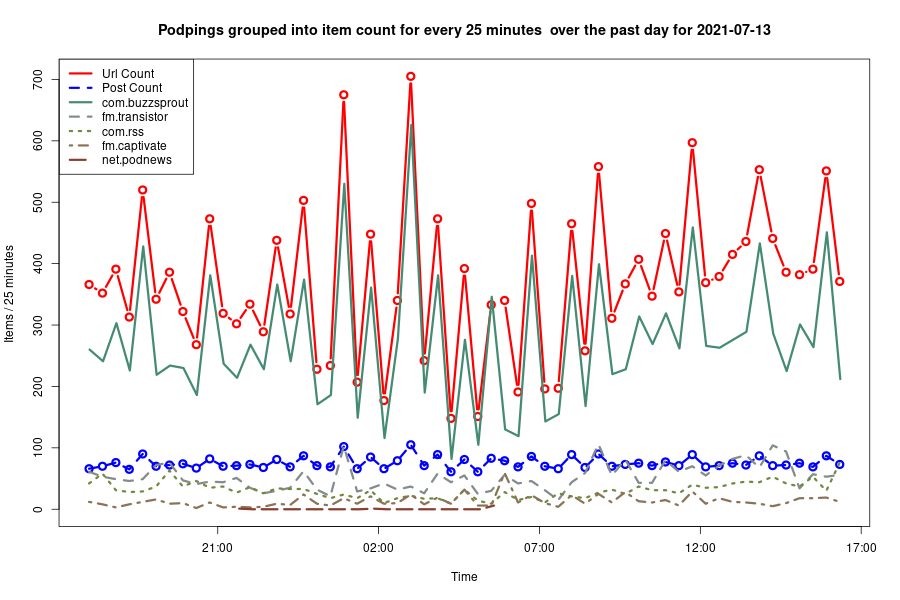 Podpings grouped into item count for every 25 minutes  over the past day for 2021-07-13
Url Count
Post Count
com.buzzsprout
fm.transistor
com.rss
fm.captivate
net.podnews
Items / 25 minutes
700
600
500
400
300
200
100
0
21:00 02:00 07:00 12:00 17:00
Time